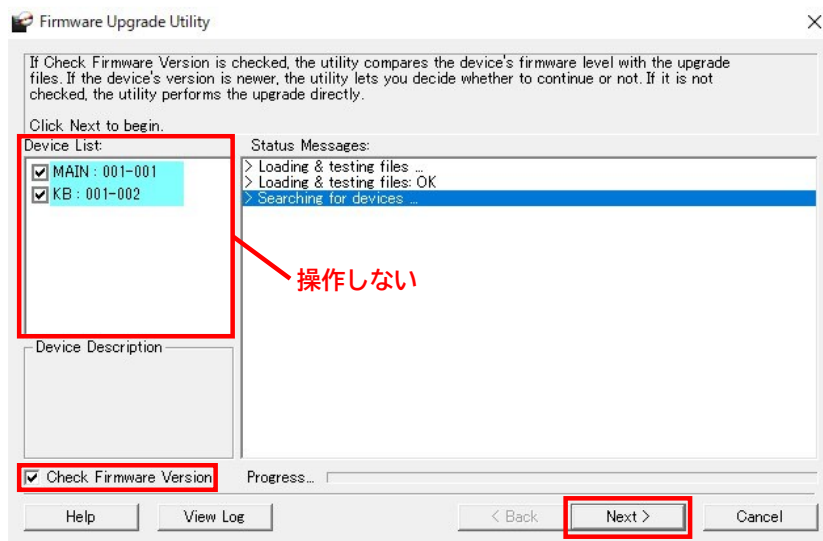 Firmware Upgrade Utility
If Check Firmware Version is checked, the utility compares the device's firmware level with the upgrade
files. If the device's version is newer, the utility lets you decide whether to continue or not. If it is not
checked, the utility performs the upgrade directly.
Click Next to begin.
Device List:
Status Messages:
MAIN : 001-001
KB : 001-002
> Loading & testing files ...
> Loading & testing files: OK
> Searching for devices ...
操作しない
Device Description
Check Firmware Version
Progress...
Help
View Log
< Back
Next >
Cancel